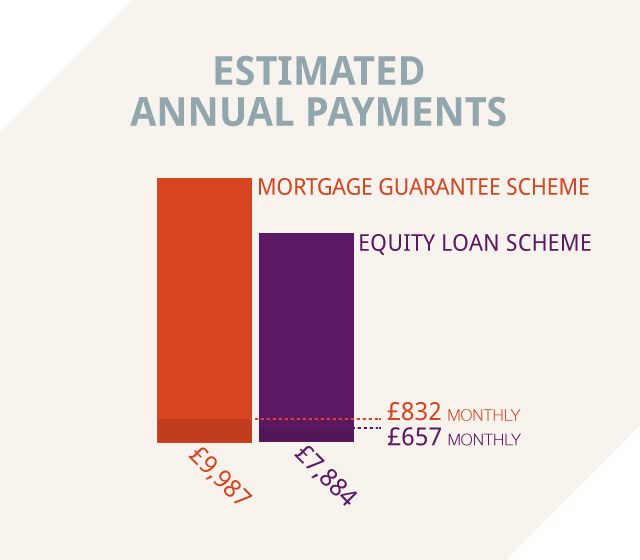 ESTIMATED
ANNUAL PAYMENTS
MORTGAGE GUARANTEE SCHEME
EQUITY LOAN SCHEME
£832 MONTHLY
£657 MONTHLY
£9,987
£7,884